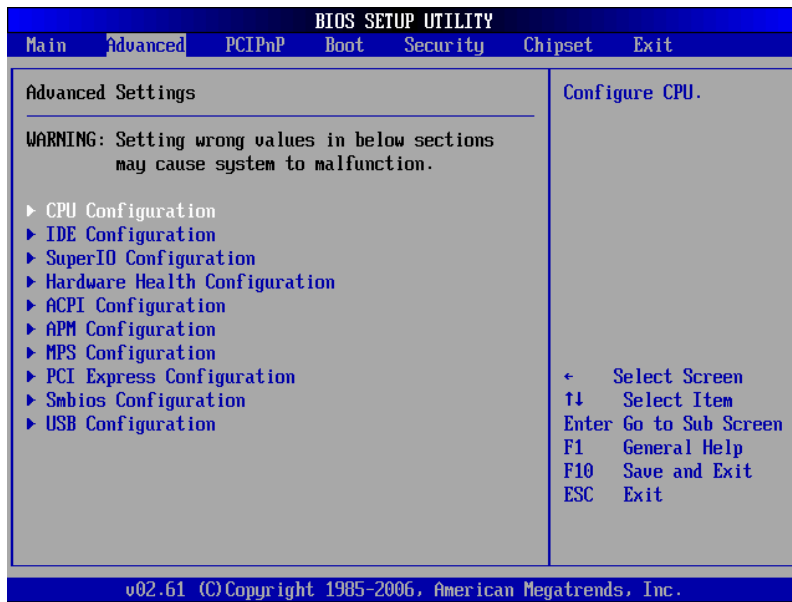 BIOS SETUP UTILITY
Main Advanced PCIPnP Boot Security Chipset Exit
Advanced Settings
WARNING: Setting wrong values in below sections
may cause system to malfunction.
▶ CPU Configuration
▶ IDE Configuration
▶ SuperIO Configuration
▶ Hardware Health Configuration
▶ ACPI Configuration
▶ APM Configuration
▶ MPS Configuration
▶ PCI Express Configuration
▶ Smbios Configuration
▶ USB Configuration
Configure CPU.
← Select Screen
↑↓ Select Item
Enter Go to Sub Screen
F1 General Help
F10 Save and Exit
ESC Exit
v02.61 (C)Copyright 1985-2006, American Megatrends, Inc.